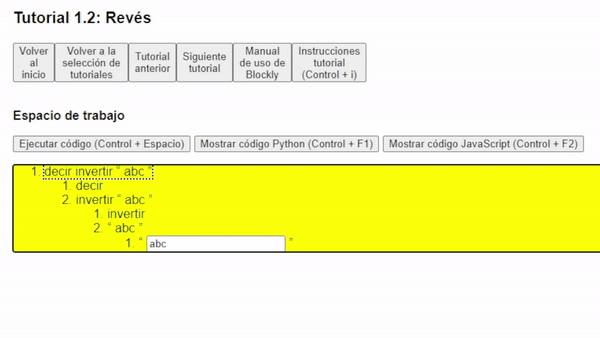 Tutorial 1.2: Revés
Volver al inicio
Volver a la selección de tutoriales
Tutorial anterior
Siguiente tutorial
Manual de uso de Blockly
Instrucciones tutorial (Control + i)
Espacio de trabajo
Ejecutar código (Control + Espacio) Mostrar código Python (Control + F1) Mostrar código JavaScript (Control + F2)
1. decir invertir “ abc ”
1. decir
2. invertir “ abc ”
1. invertir
2. “ abc ”
1. “ abc ”